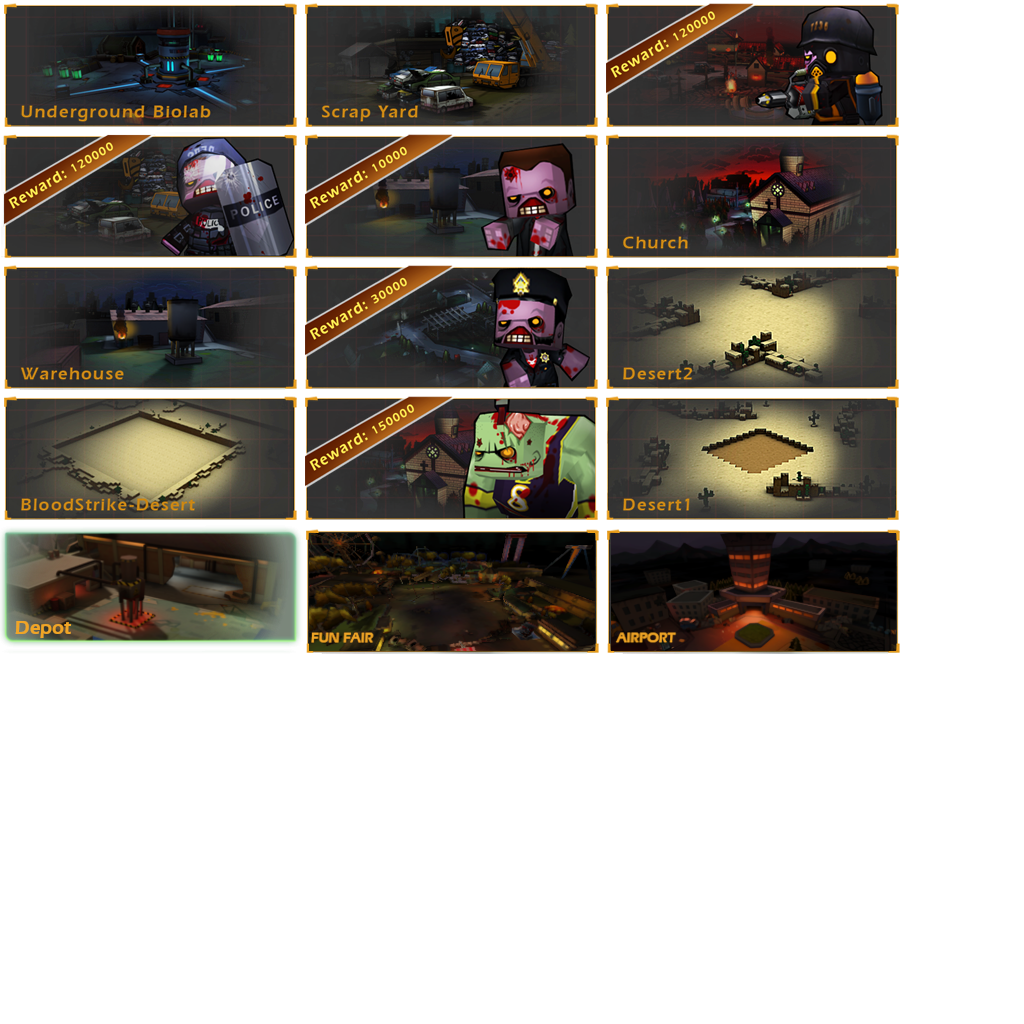 Underground Biolab
Scrap Yard
Reward: 120000
Reward: 120000
POLICE
Reward: 10000
Church
Warehouse
Reward: 30000
Desert2
BloodStrike-Desert
Reward: 150000
S
Desert1
Depot
FUN FAIR
AIRPORT